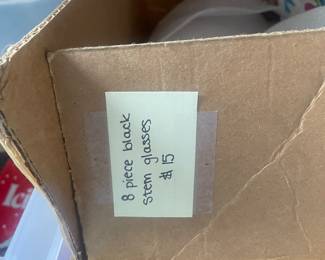 8 piece black
stem glasses
$15